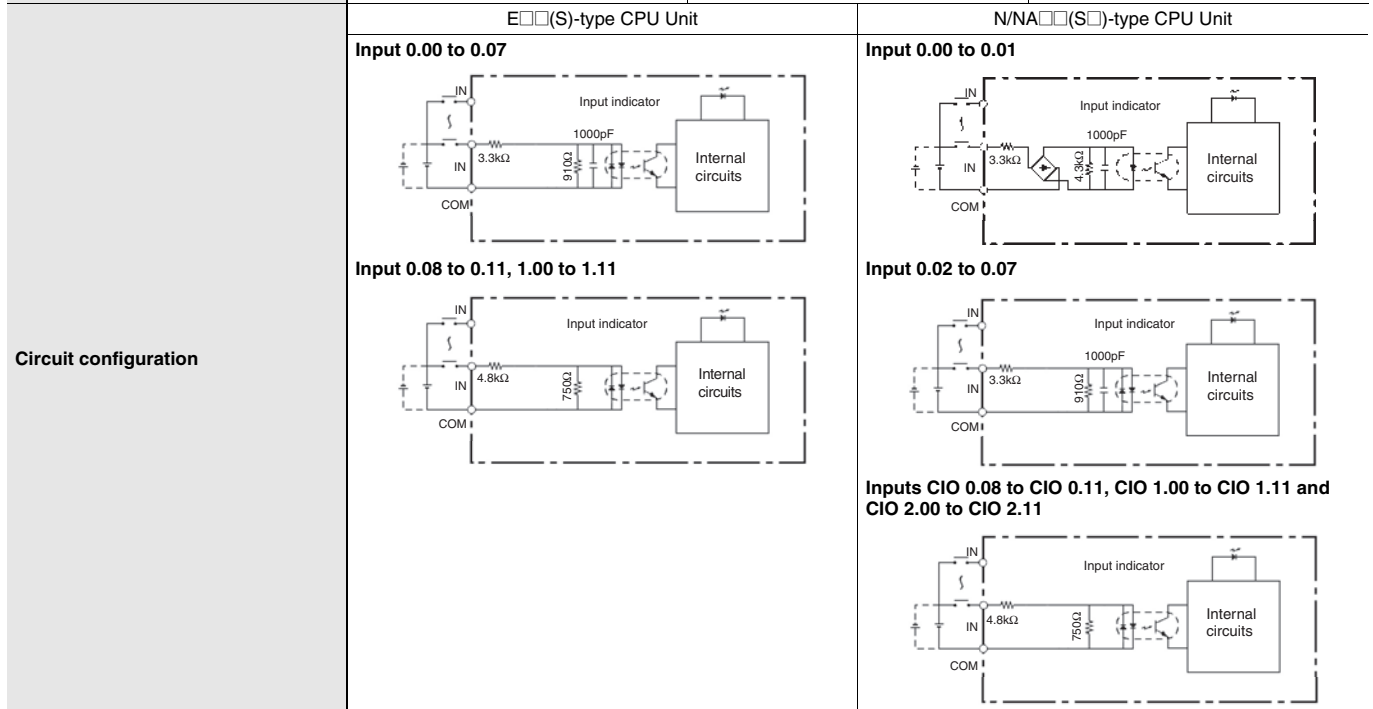 E□□(S)-type CPU Unit
N/NA□□(S□)-type CPU Unit
Circuit configuration
Input 0.00 to 0.07
IN
Input indicator
1000pF
3.3kΩ
910Ω
IN
Internal
circuits
COM
Input 0.08 to 0.11, 1.00 to 1.11
IN
Input indicator
4.8kΩ
750Ω
IN
Internal
circuits
COM
Input 0.00 to 0.01
IN
Input indicator
1000pF
3.3kΩ
4.3kΩ
IN
Internal
circuits
COM
Input 0.02 to 0.07
IN
Input indicator
1000pF
3.3kΩ
910Ω
IN
Internal
circuits
COM
Inputs CIO 0.08 to CIO 0.11, CIO 1.00 to CIO 1.11 and
CIO 2.00 to CIO 2.11
IN
Input indicator
4.8kΩ
750Ω
IN
Internal
circuits
COM